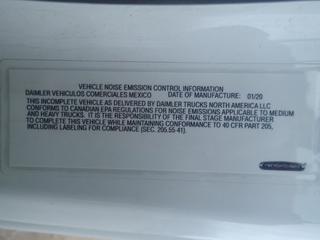 VEHICLE NOISE EMISSION CONTROL INFORMATION
DAIMLER VEHICULOS COMERCIALES MEXICO DATE OF MANUFACTURE: 01/20
THIS INCOMPLETE VEHICLE AS DELIVERED BY DAIMLER TRUCKS NORTH AMERICA LLC
CONFORMS TO CANADIAN EPA REGULATIONS FOR NOISE EMISSIONS APPLICABLE TO MEDIUM
AND HEAVY TRUCKS. IT IS THE RESPONSIBILITY OF THE FINAL STAGE MANUFACTURER
TO COMPLETE THIS VEHICLE WHILE MAINTAINING CONFORMANCE TO 40 CFR PART 205,
INCLUDING LABELING FOR COMPLIANCE (SEC. 205.55-41).